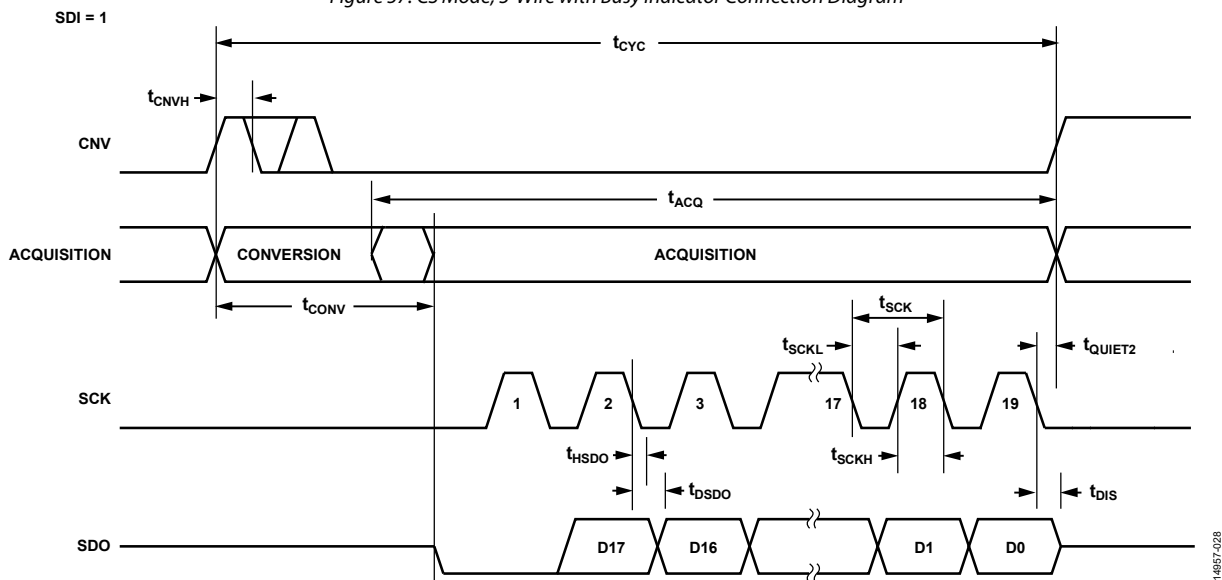 Figure 37. CS Mode, 3-Wire with Busy Indicator Connection Diagram
SDI = 1
tCYC
tCNVH
CNV
tACQ
ACQUISITION
CONVERSION
ACQUISITION
tCONV
tSCK
tSCKL
tQUIET2
SCK
1
2
3
17
18
19
tHSDO
tSCKH
tDSDO
tDIS
SDO
D17
D16
D1
D0
14957-028